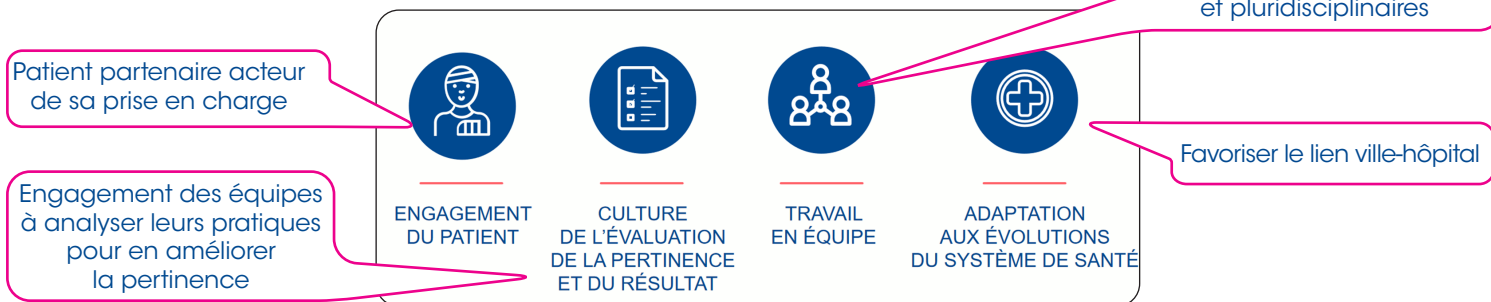 et pluridisciplinaires
Patient partenaire acteur
de sa prise en charge
Favoriser le lien ville-hôpital
Engagement des équipes
à analyser leurs pratiques
pour en améliorer
la pertinence
ENGAGEMENT
DU PATIENT
CULTURE
DE L’ÉVALUATION
DE LA PERTINENCE
ET DU RÉSULTAT
TRAVAIL
EN ÉQUIPE
ADAPTATION
AUX ÉVOLUTIONS
DU SYSTÈME DE SANTÉ